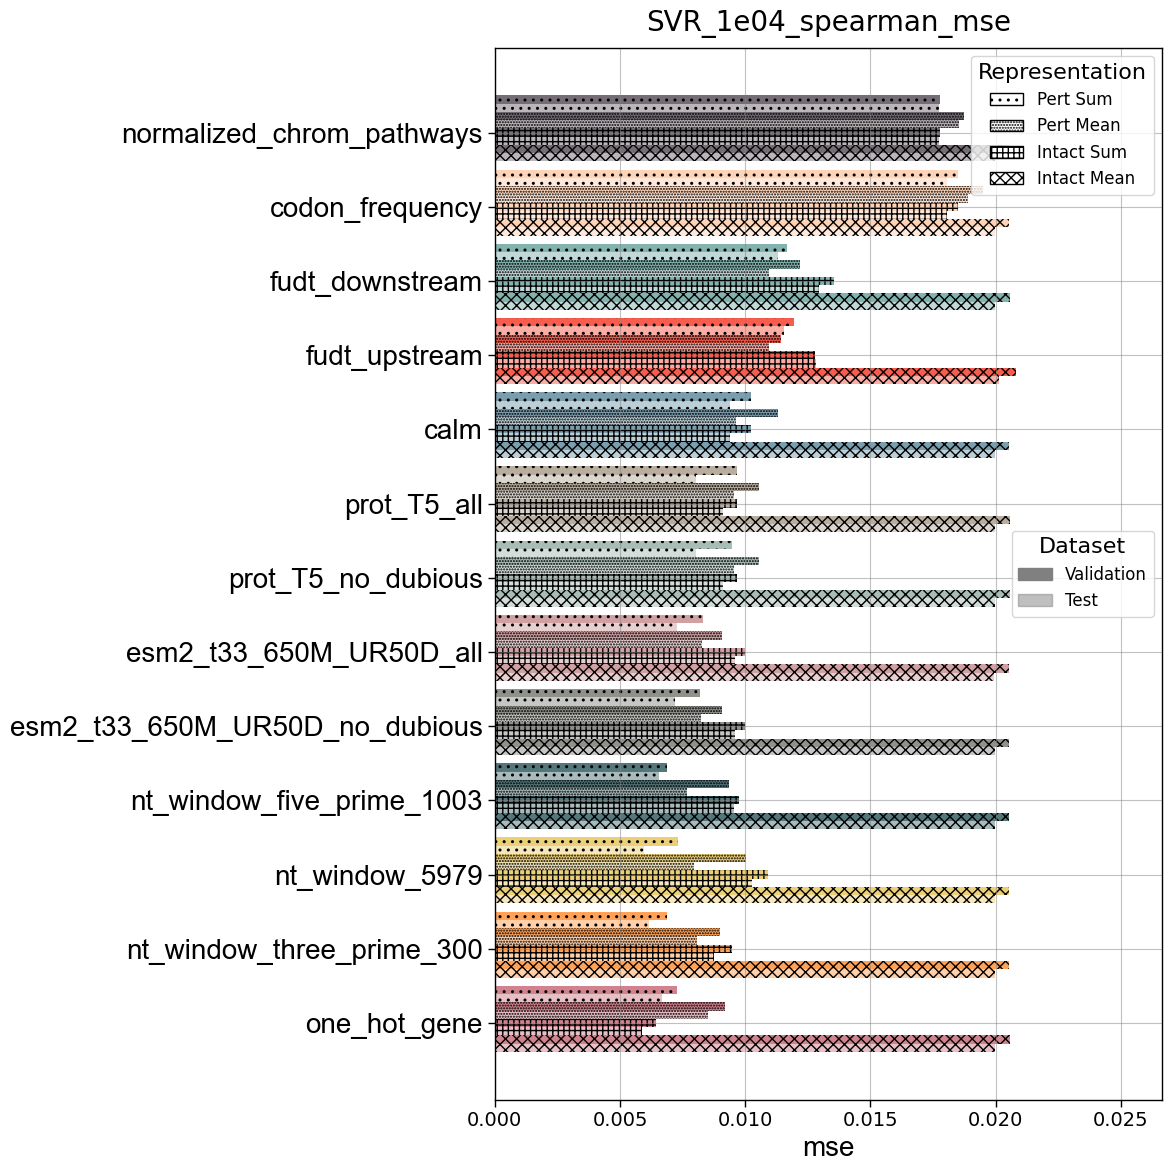 SVR_1e04_spearman_mse
Representation
Pert Sum
Pert Mean
Intact Sum
Intact Mean
normalized_chrom_pathways
codon_frequency
fudt_downstream
fudt_upstream
calm
prot_T5_all
prot_T5_no_dubious
esm2_t33_650M_UR50D_all
esm2_t33_650M_UR50D_no_dubious
nt_window_five_prime_1003
nt_window_5979
nt_window_three_prime_300
one_hot_gene
Dataset
Validation
Test
0.000 0.005 0.010 0.015 0.020 0.025
mse